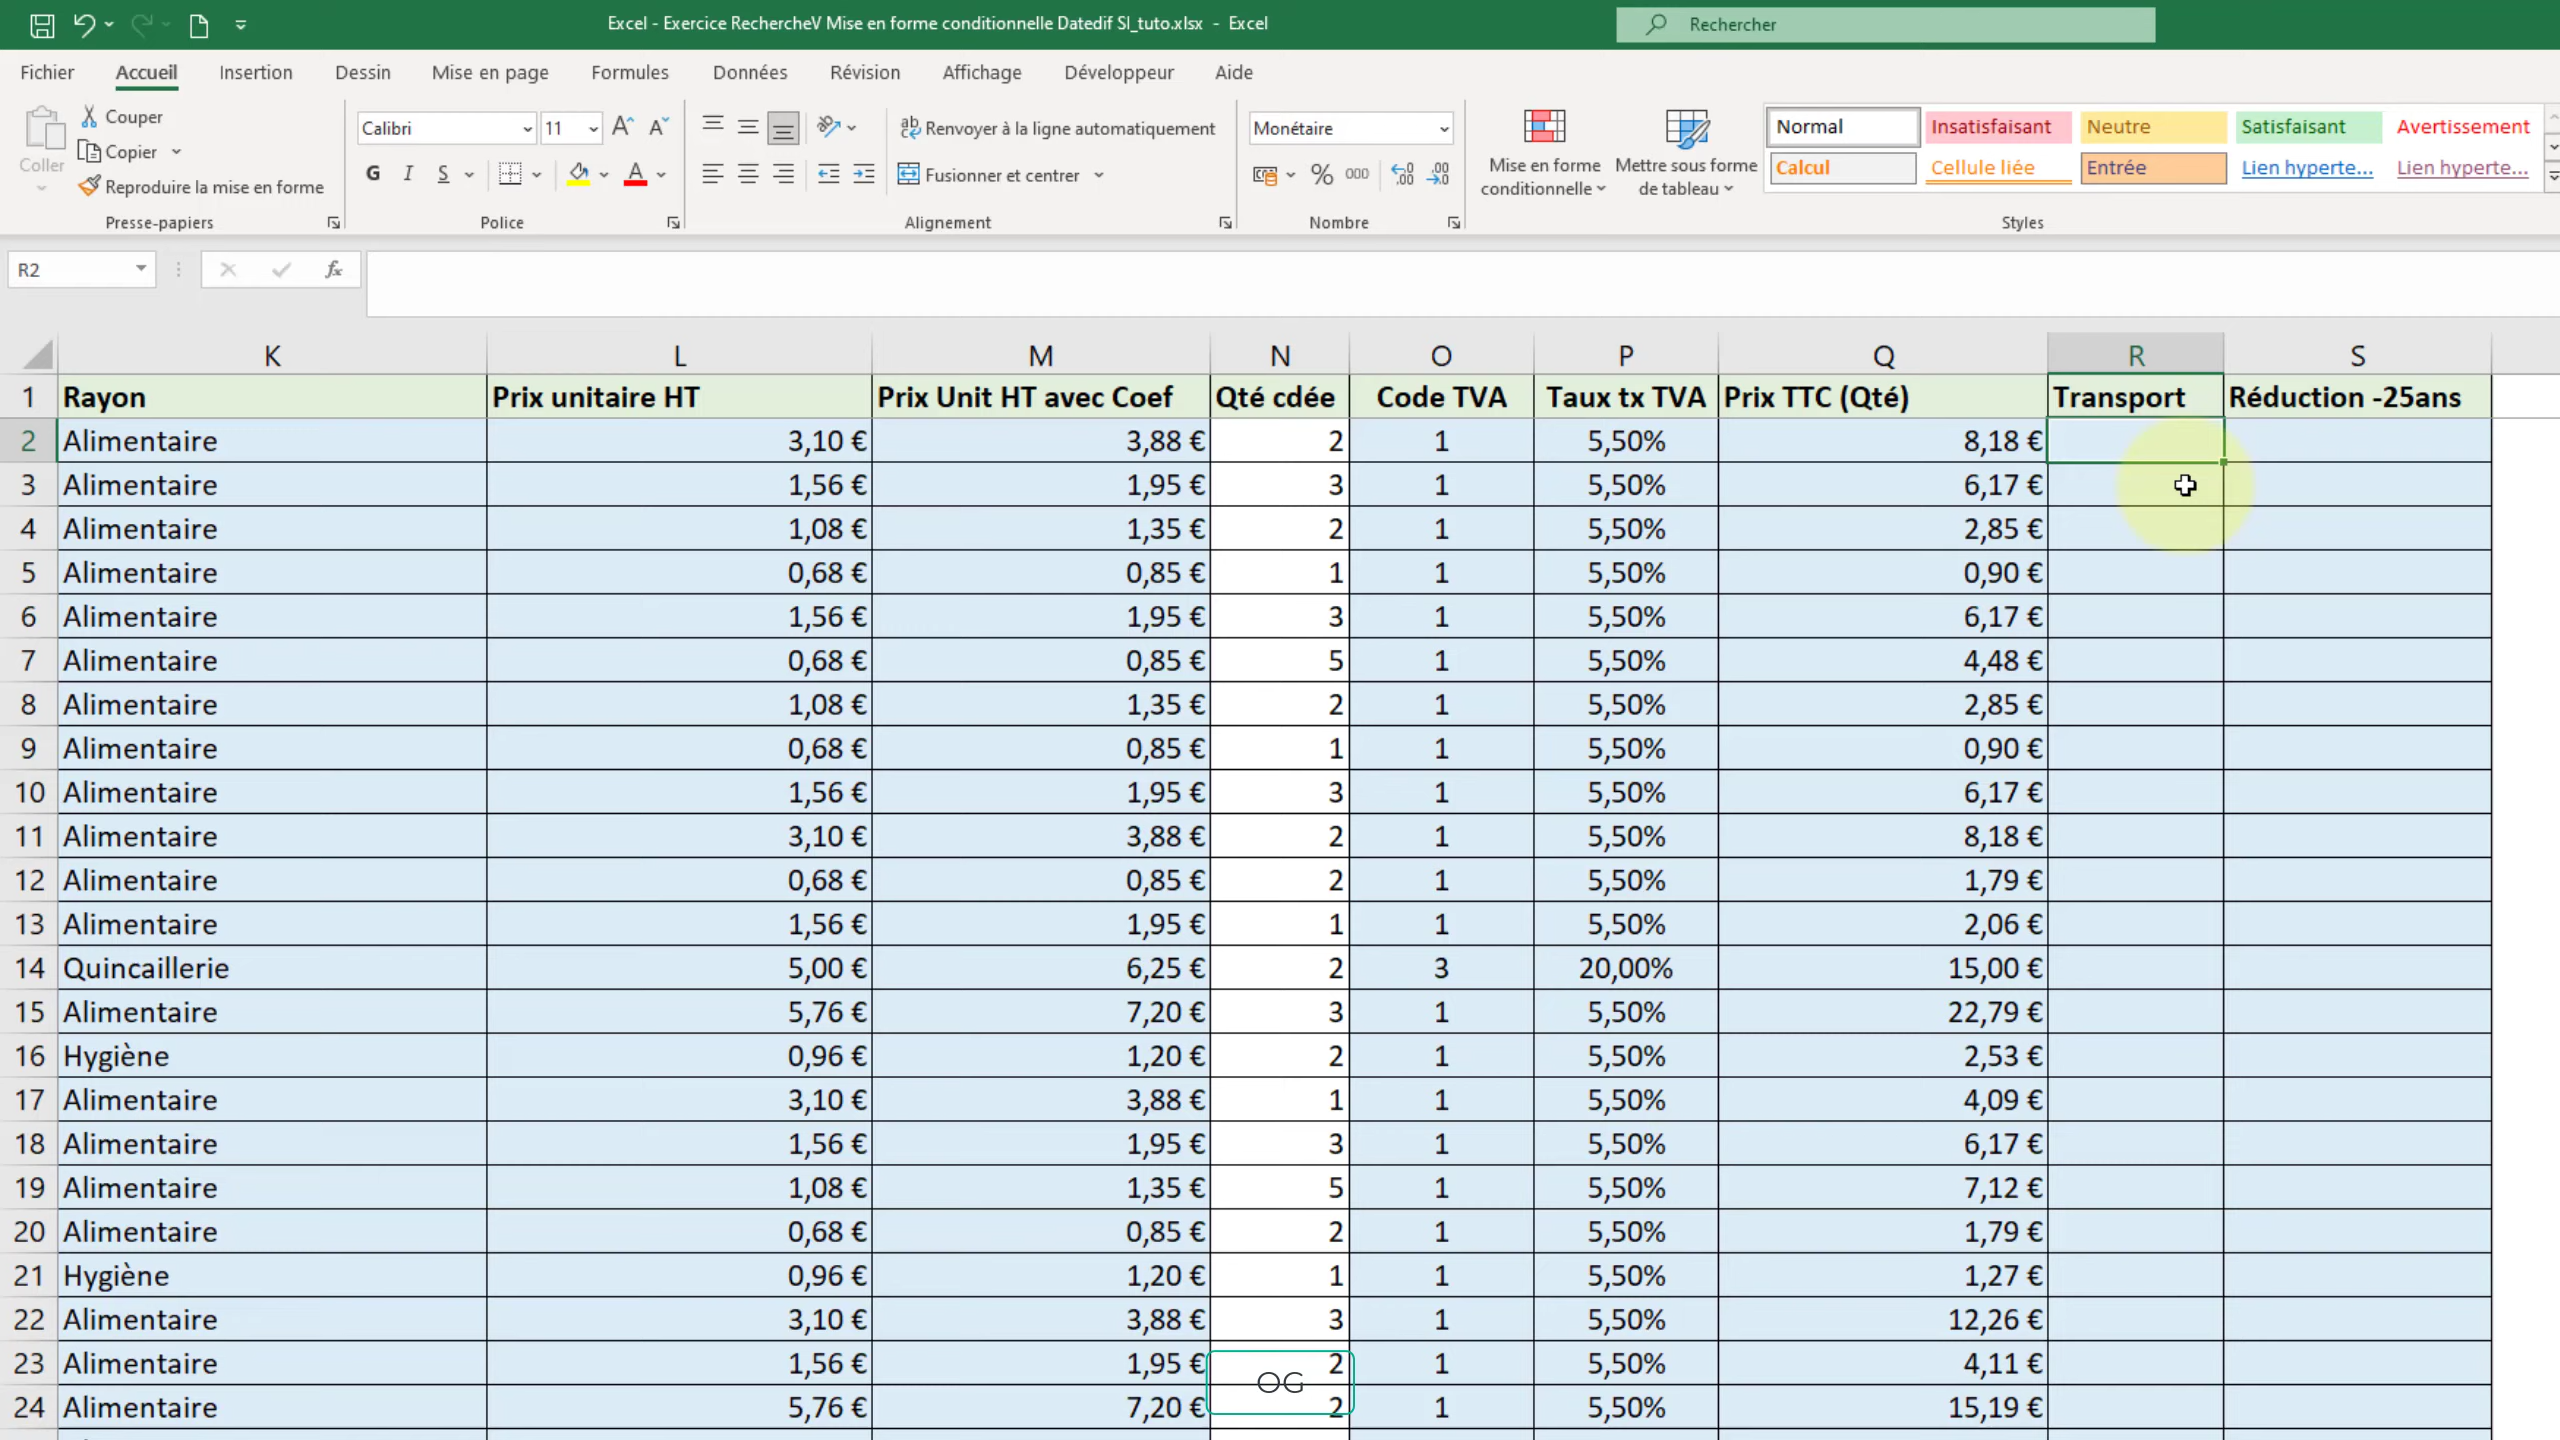 Excel - Exercice RechercheV Mise en forme conditionnelle Datedif SI_tuto.xlsx - Excel
Rechercher
Fichier Accueil Insertion Dessin Mise en page Formules Données Révision Affichage Développeur Aide
Coller
Couper
Copier
Reproduire la mise en forme
Presse-papiers
Calibri 11
G I S
Police
Renvoyer à la ligne automatiquement
Fusionner et centrer
Alignement
Monétaire
% 000
Nombre
Mise en forme
conditionnelle
Mettre sous forme
de tableau
Normal Insatisfaisant Neutre Satisfaisant Avertissement
Calcul Cellule liée Entrée Lien hyperte... Lien hyperte...
Styles
R2 fx
K L M N O P Q R S
1 Rayon Prix unitaire HT Prix Unit HT avec Coef Qté cdée Code TVA Taux tx TVA Prix TTC (Qté) Transport Réduction -25ans
2 Alimentaire 3,10 € 3,88 € 2 1 5,50% 8,18 €
3 Alimentaire 1,56 € 1,95 € 3 1 5,50% 6,17 €
4 Alimentaire 1,08 € 1,35 € 2 1 5,50% 2,85 €
5 Alimentaire 0,68 € 0,85 € 1 1 5,50% 0,90 €
6 Alimentaire 1,56 € 1,95 € 3 1 5,50% 6,17 €
7 Alimentaire 0,68 € 0,85 € 5 1 5,50% 4,48 €
8 Alimentaire 1,08 € 1,35 € 2 1 5,50% 2,85 €
9 Alimentaire 0,68 € 0,85 € 1 1 5,50% 0,90 €
10 Alimentaire 1,56 € 1,95 € 3 1 5,50% 6,17 €
11 Alimentaire 3,10 € 3,88 € 2 1 5,50% 8,18 €
12 Alimentaire 0,68 € 0,85 € 2 1 5,50% 1,79 €
13 Alimentaire 1,56 € 1,95 € 1 1 5,50% 2,06 €
14 Quincaillerie 5,00 € 6,25 € 2 3 20,00% 15,00 €
15 Alimentaire 5,76 € 7,20 € 3 1 5,50% 22,79 €
16 Hygiène 0,96 € 1,20 € 2 1 5,50% 2,53 €
17 Alimentaire 3,10 € 3,88 € 1 1 5,50% 4,09 €
18 Alimentaire 1,56 € 1,95 € 3 1 5,50% 6,17 €
19 Alimentaire 1,08 € 1,35 € 5 1 5,50% 7,12 €
20 Alimentaire 0,68 € 0,85 € 2 1 5,50% 1,79 €
21 Hygiène 0,96 € 1,20 € 1 1 5,50% 1,27 €
22 Alimentaire 3,10 € 3,88 € 3 1 5,50% 12,26 €
23 Alimentaire 1,56 € 1,95 € 2 1 5,50% 4,11 €
OG
24 Alimentaire 5,76 € 7,20 € 2 1 5,50% 15,19 €